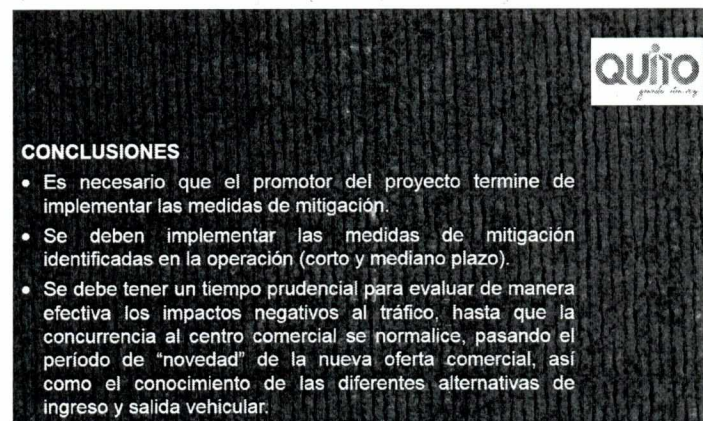 QUITO
CONCLUSIONES
• Es necesario que el promotor del proyecto termine de
implementar las medidas de mitigación.
• Se deben implementar las medidas de mitigación
identificadas en la operación (corto y mediano plazo).
• Se debe tener un tiempo prudencial para evaluar de manera
efectiva los impactos negativos al tráfico, hasta que la
concurrencia al centro comercial se normalice, pasando el
período de “novedad” de la nueva oferta comercial, así
como el conocimiento de las diferentes alternativas de
ingreso y salida vehicular.